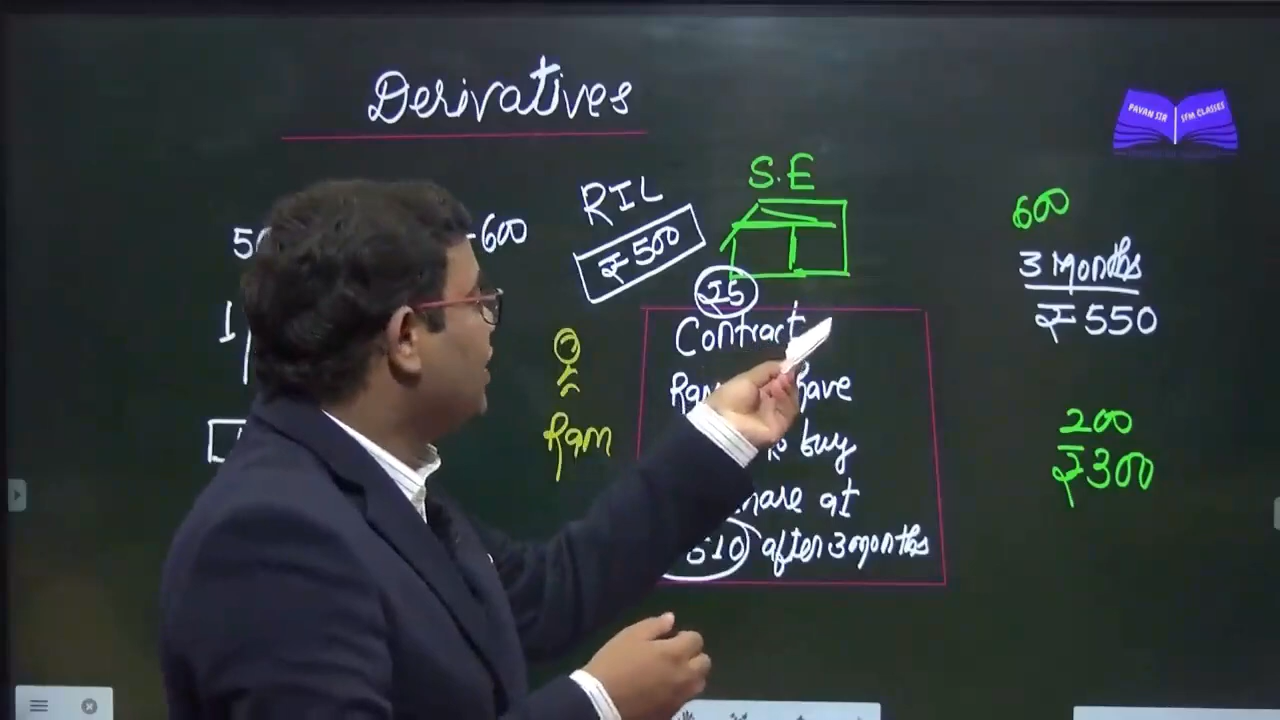 Derivatives
PAVAN SIR SFM CLASSES
S.E
RIL
600
₹500
600
3 Months
₹550
25
Contract
have
buy
Ram
200
₹300
at
510 after 3 months